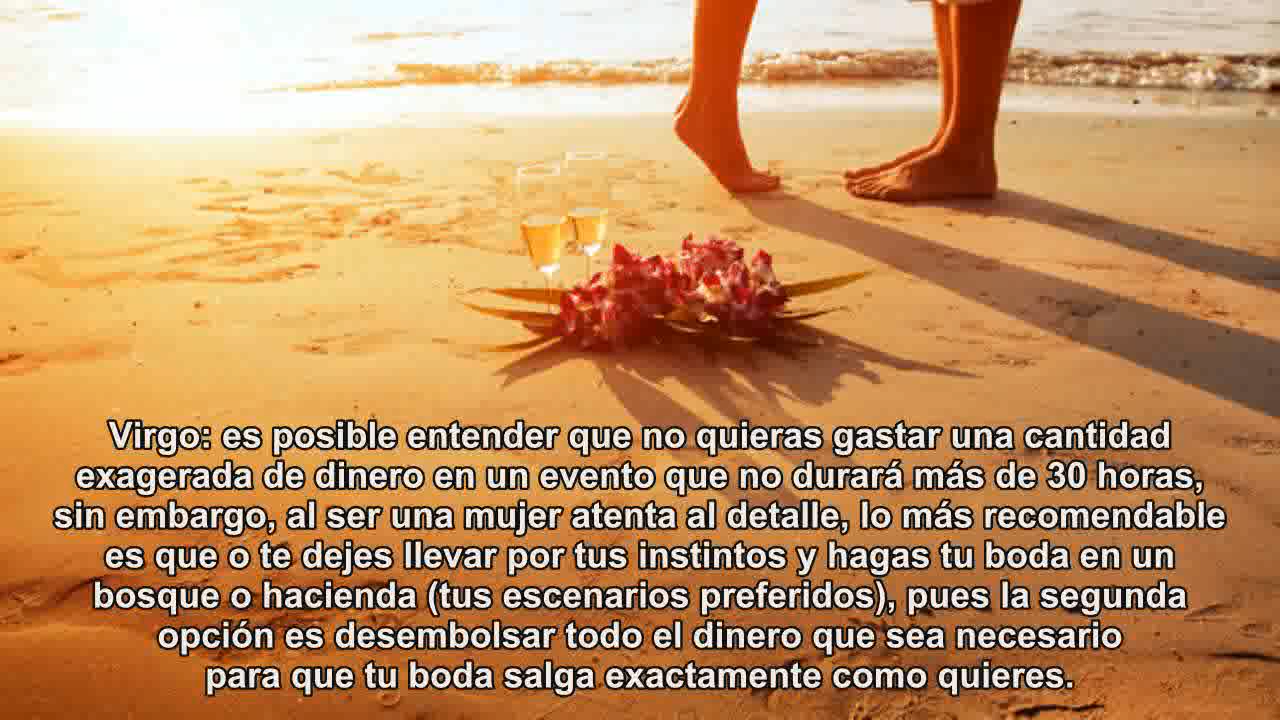 Virgo: es posible entender que no quieras gastar una cantidad
exagerada de dinero en un evento que no durará más de 30 horas,
sin embargo, al ser una mujer atenta al detalle, lo más recomendable
es que o te dejes llevar por tus instintos y hagas tu boda en un
bosque o hacienda (tus escenarios preferidos), pues la segunda
opción es desembolsar todo el dinero que sea necesario
para que tu boda salga exactamente como quieres.